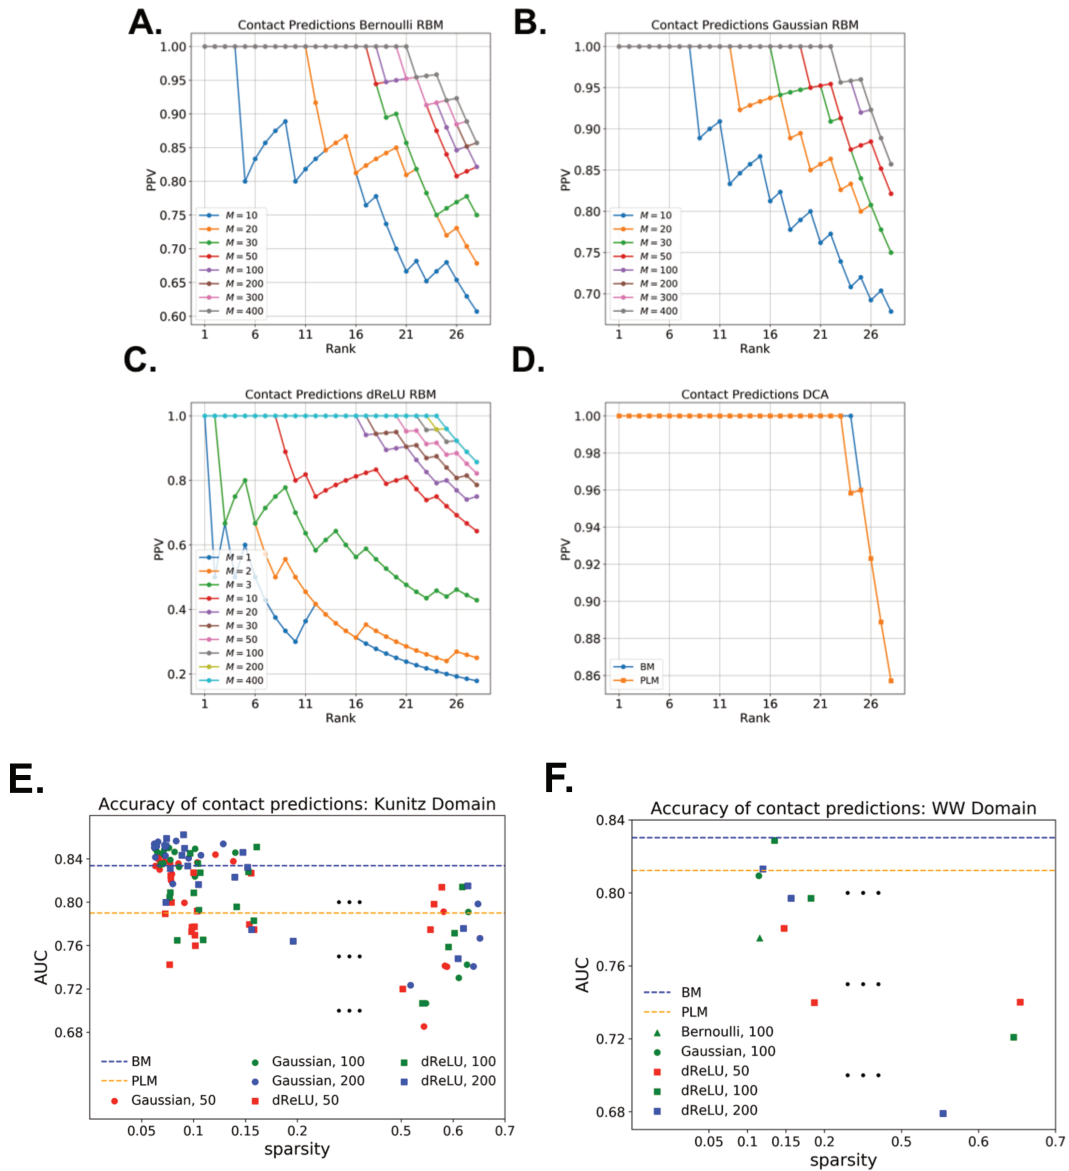 A.
Contact Predictions Bernoulli RBM
1.00
0.95
0.90
0.85
0.80
0.75
0.70
0.65
0.60
PPV
M = 10
M = 20
M = 30
M = 50
M = 100
M = 200
M = 300
M = 400
1 6 11 16 21 26
Rank
B.
Contact Predictions Gaussian RBM
1.00
0.95
0.90
0.85
0.80
0.75
0.70
PPV
M = 10
M = 20
M = 30
M = 50
M = 100
M = 200
M = 300
M = 400
1 6 11 16 21 26
Rank
C.
Contact Predictions dReLU RBM
1.0
0.8
0.6
0.4
0.2
PPV
M = 1
M = 2
M = 3
M = 10
M = 20
M = 30
M = 50
M = 100
M = 200
M = 400
1 6 11 16 21 26
Rank
D.
Contact Predictions DCA
1.00
0.98
0.96
0.94
0.92
0.90
0.88
0.86
PPV
BM
PLM
1 6 11 16 21 26
Rank
E.
Accuracy of contact predictions: Kunitz Domain
0.84
0.80
0.76
0.72
0.68
AUC
BM
PLM
Gaussian, 50
Gaussian, 100
Gaussian, 200
dReLU, 50
dReLU, 100
dReLU, 200
0.05 0.1 0.15 0.2 0.5 0.6 0.7
sparsity
F.
Accuracy of contact predictions: WW Domain
0.84
0.80
0.76
0.72
0.68
AUC
BM
PLM
Bernoulli, 100
Gaussian, 100
dReLU, 50
dReLU, 100
dReLU, 200
0.05 0.1 0.15 0.2 0.5 0.6 0.7
sparsity